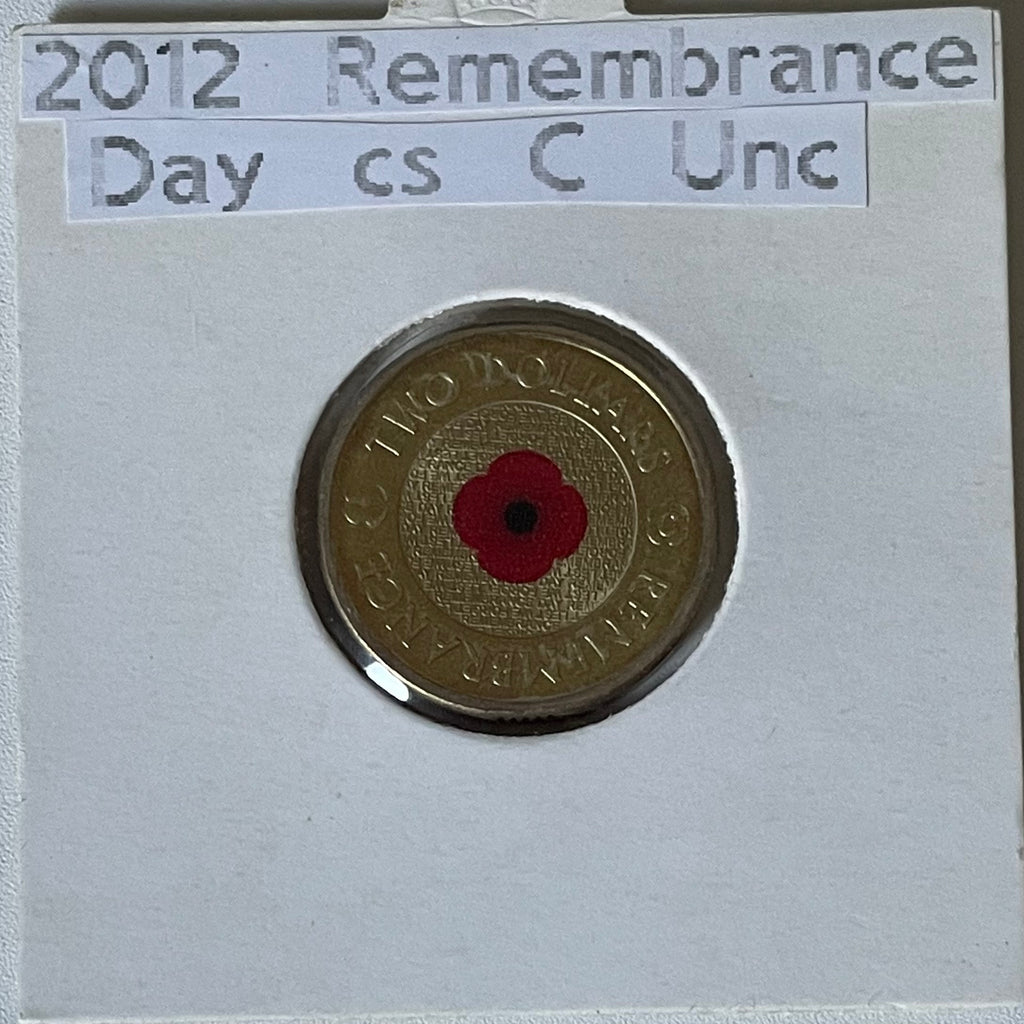 2012 Remembrance
Day cs C Unc
TWO DOLLARS
REMEMBRANCE